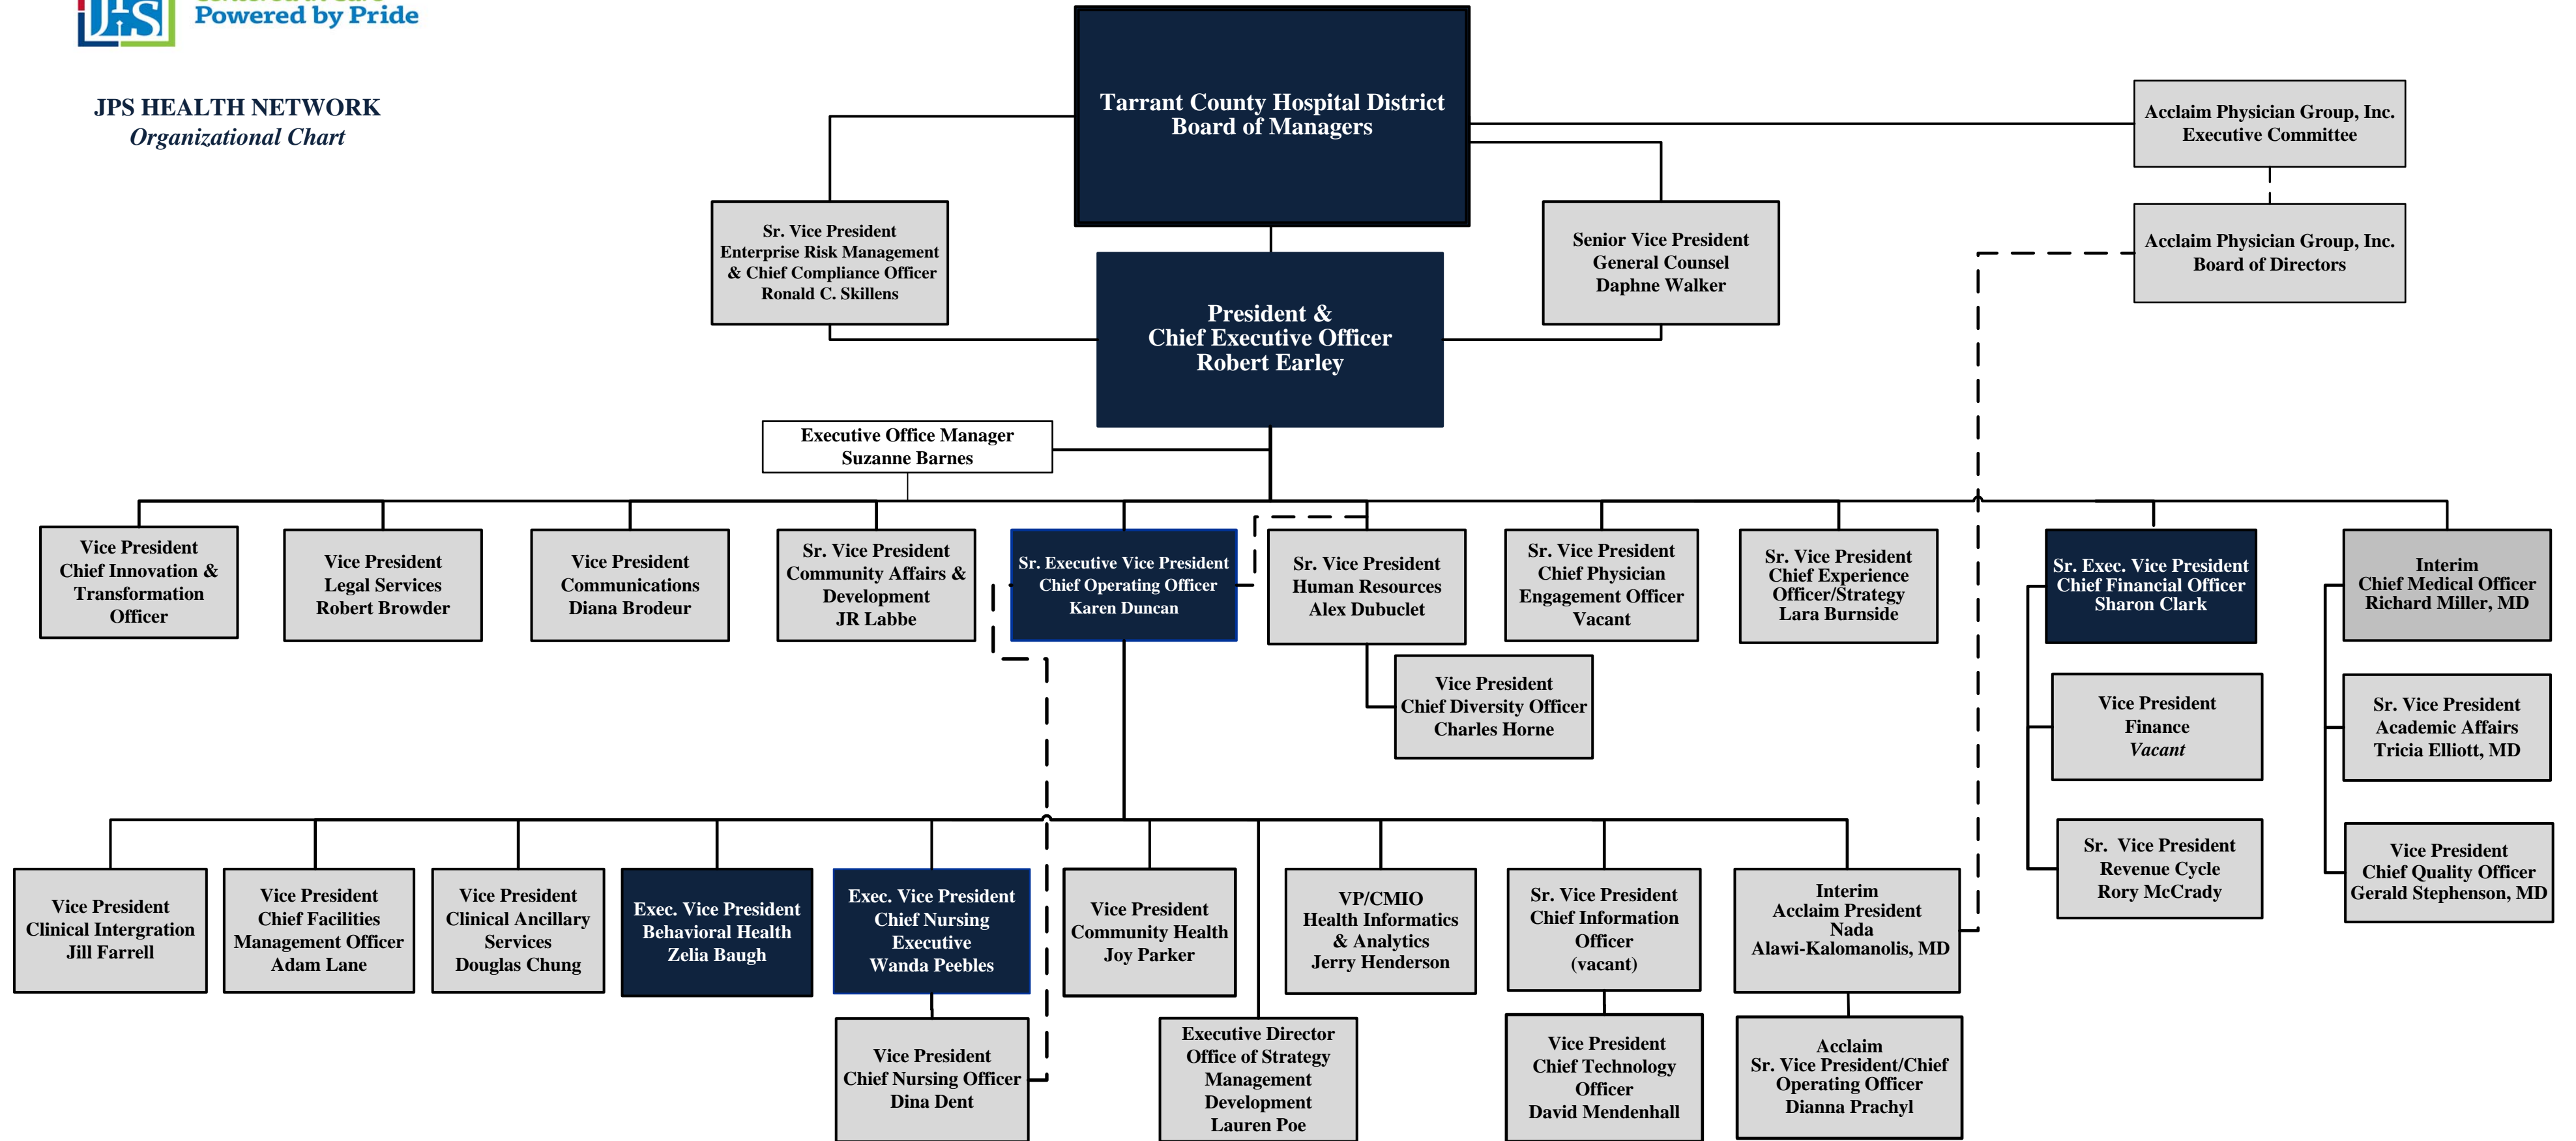 JPS
Powered by Pride
JPS HEALTH NETWORK
Organizational Chart
Tarrant County Hospital District
Board of Managers
Acclaim Physician Group, Inc.
Executive Committee
Sr. Vice President
Enterprise Risk Management
& Chief Compliance Officer
Ronald C. Skillens
Senior Vice President
General Counsel
Daphne Walker
Acclaim Physician Group, Inc.
Board of Directors
President &
Chief Executive Officer
Robert Earley
Executive Office Manager
Suzanne Barnes
Vice President
Chief Innovation &
Transformation
Officer
Vice President
Legal Services
Robert Browder
Vice President
Communications
Diana Brodeur
Sr. Vice President
Community Affairs &
Development
JR Labbe
Sr. Executive Vice President
Chief Operating Officer
Karen Duncan
Sr. Vice President
Human Resources
Alex Dubuclet
Sr. Vice President
Chief Physician
Engagement Officer
Vacant
Sr. Vice President
Chief Experience
Officer/Strategy
Lara Burnside
Sr. Exec. Vice President
Chief Financial Officer
Sharon Clark
Interim
Chief Medical Officer
Richard Miller, MD
Vice President
Chief Diversity Officer
Charles Horne
Vice President
Finance
Vacant
Sr. Vice President
Academic Affairs
Tricia Elliott, MD
Sr. Vice President
Revenue Cycle
Rory McCrady
Vice President
Chief Quality Officer
Gerald Stephenson, MD
Vice President
Clinical Intergration
Jill Farrell
Vice President
Chief Facilities
Management Officer
Adam Lane
Vice President
Clinical Ancillary
Services
Douglas Chung
Exec. Vice President
Behavioral Health
Zelia Baugh
Exec. Vice President
Chief Nursing
Executive
Wanda Peebles
Vice President
Community Health
Joy Parker
VP/CMIO
Health Informatics
& Analytics
Jerry Henderson
Sr. Vice President
Chief Information
Officer
(vacant)
Interim
Acclaim President
Nada
Alawi-Kalomanolis, MD
Vice President
Chief Nursing Officer
Dina Dent
Executive Director
Office of Strategy
Management
Development
Lauren Poe
Vice President
Chief Technology
Officer
David Mendenhall
Acclaim
Sr. Vice President/Chief
Operating Officer
Dianna Prachyl